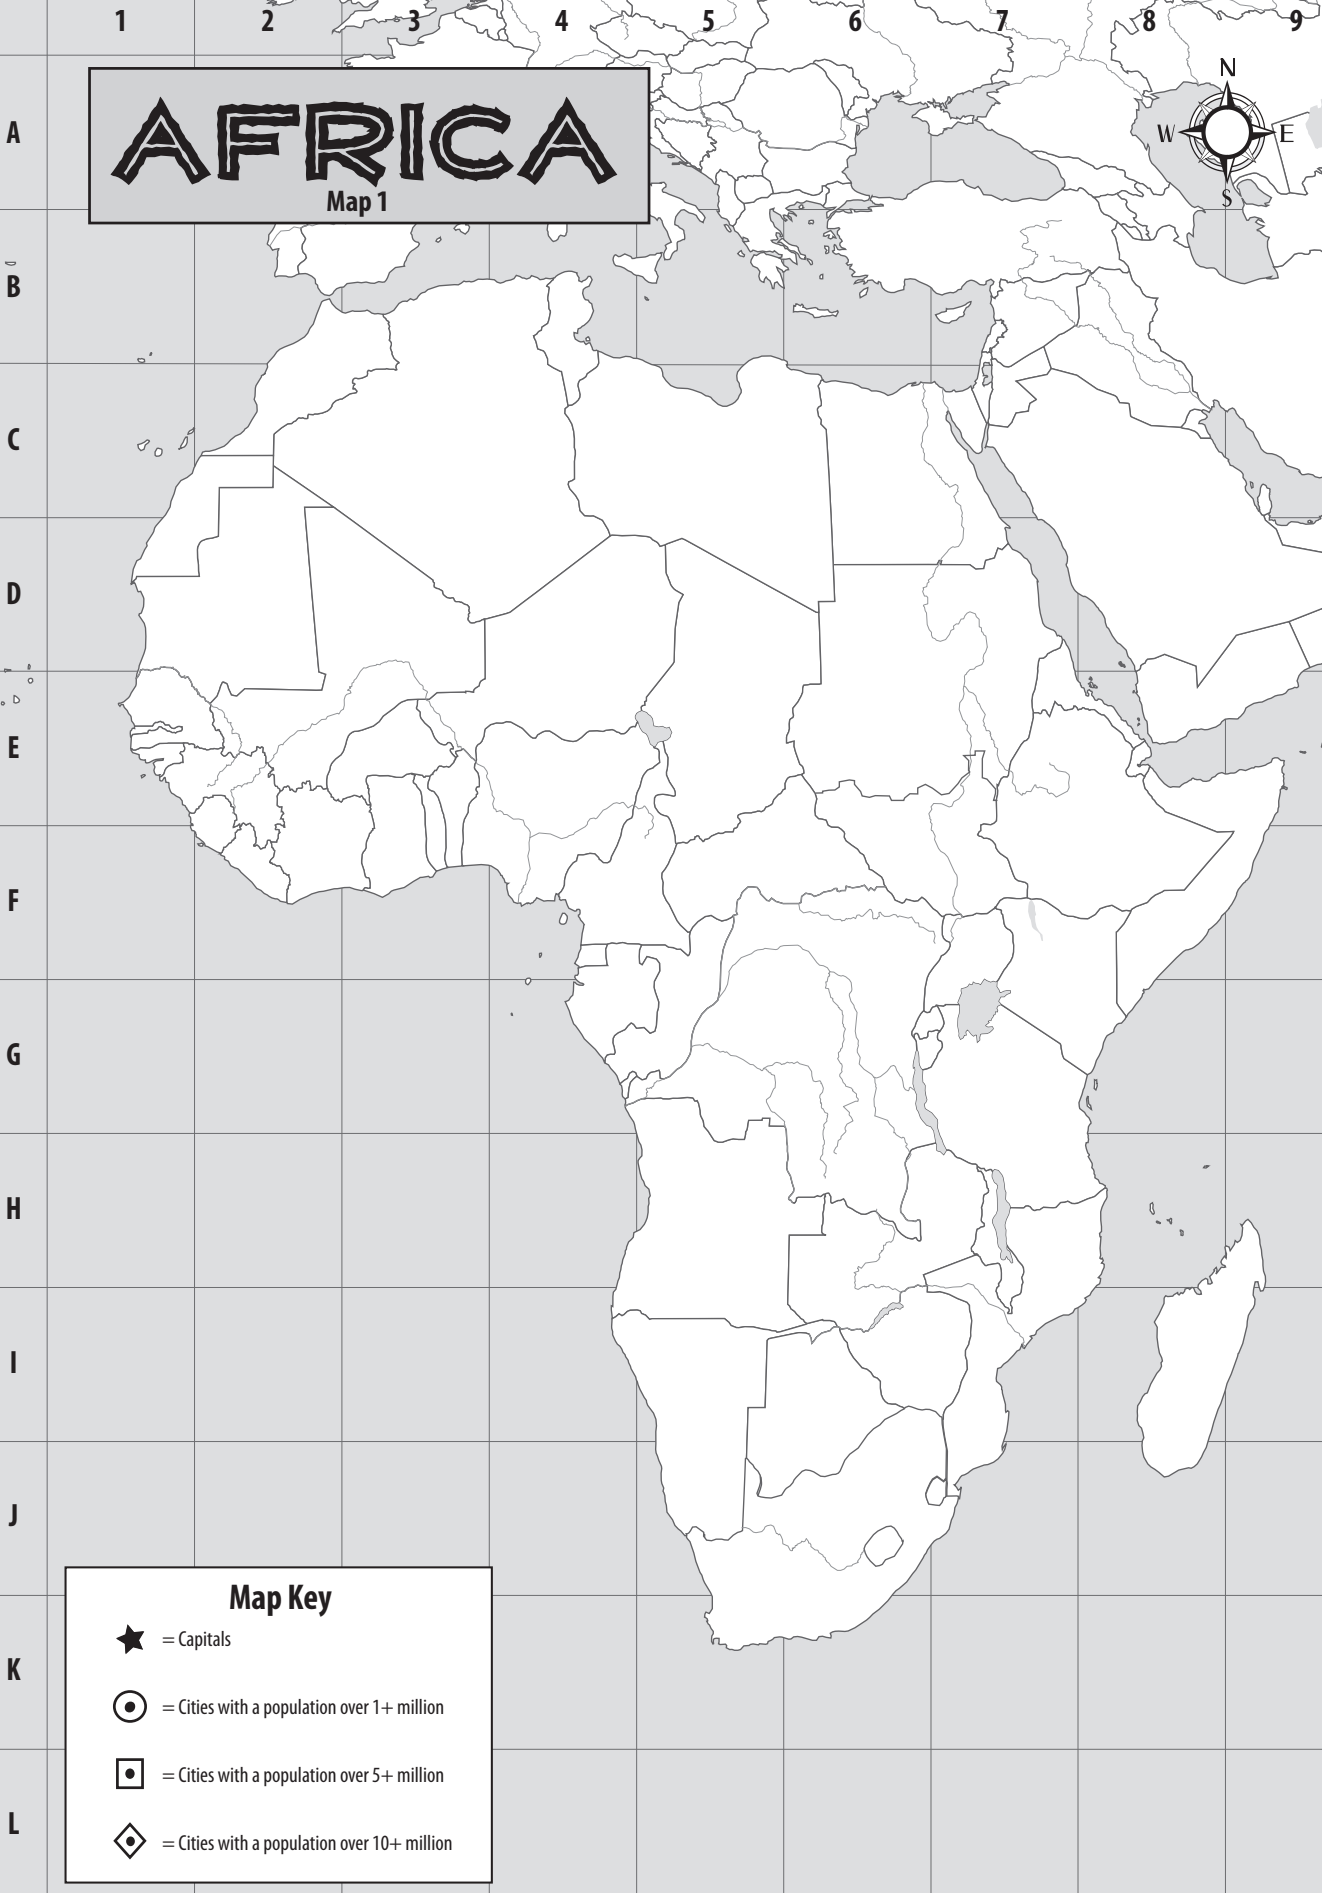 1 2 3 4 5 6 7 8 9
AFRICA
Map 1
N
W E
S
A
B
C
D
E
F
G
H
I
J
K
L
Map Key
= Capitals
= Cities with a population over 1+ million
= Cities with a population over 5+ million
= Cities with a population over 10+ million